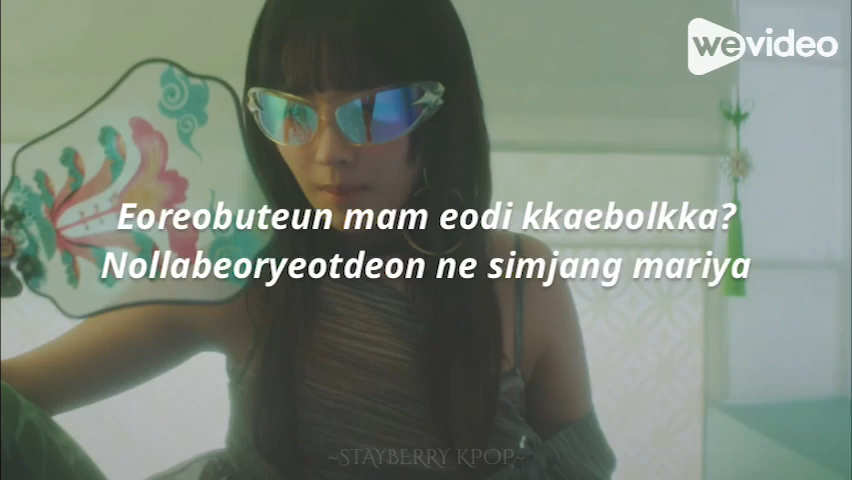 wevideo
Eoreobuteun mam eodi kkaebolkka?
Nollabeoryeotdeon ne simjang mariya
~STAYBERRY KPOP~